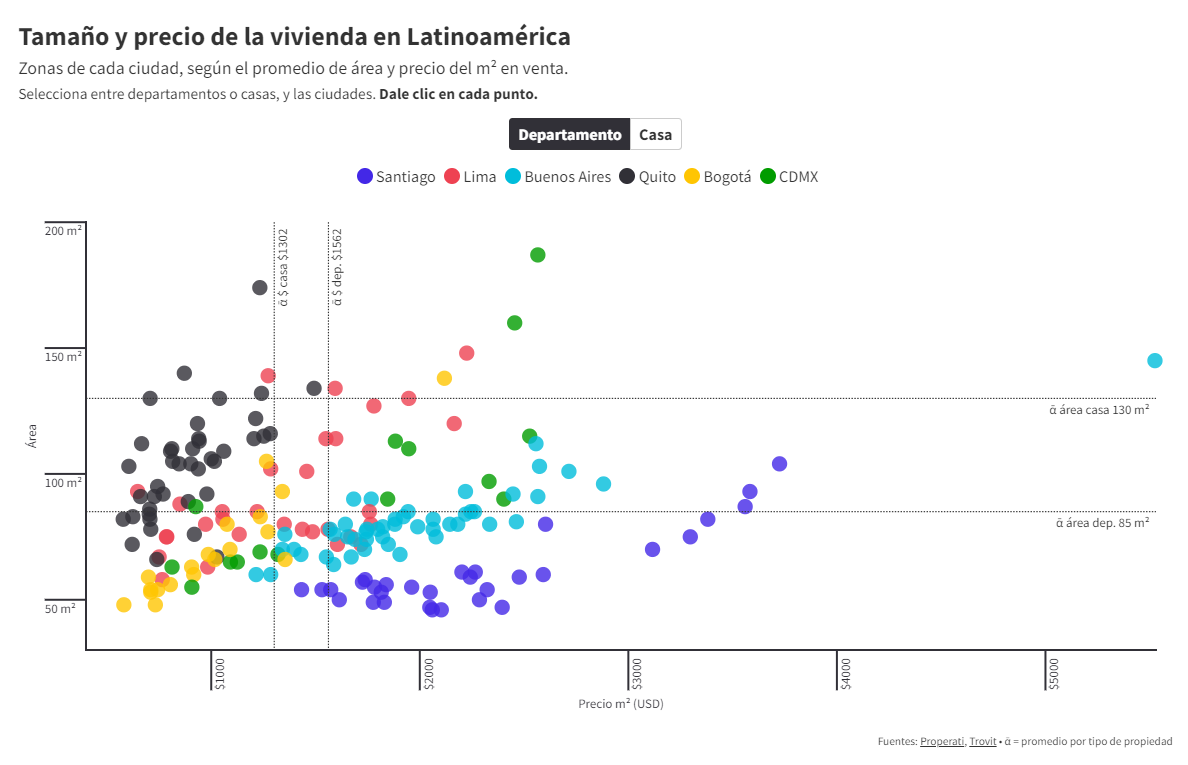 Tamaño y precio de la vivienda en Latinoamérica
Zonas de cada ciudad, según el promedio de área y precio del m² en venta.
Selecciona entre departamentos o casas, y las ciudades. Dale clic en cada punto.
Departamento Casa
Santiago Lima Buenos Aires Quito Bogotá CDMX
200 m²
150 m²
100 m²
50 m²
Área
ᾱ $ casa $1302
ᾱ $ dep. $1562
ᾱ área casa 130 m²
ᾱ área dep. 85 m²
$1000
$2000
$3000
$4000
$5000
Precio m² (USD)
Fuentes: Properati, Trovit • ᾱ = promedio por tipo de propiedad